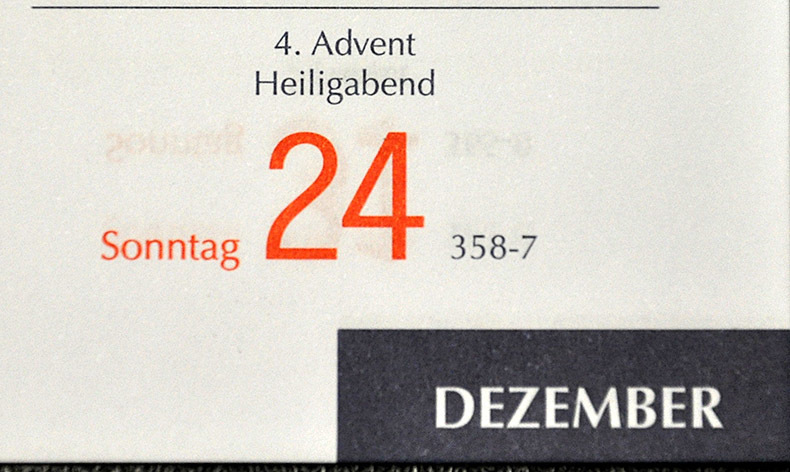 4. Advent
Heiligabend
Sonntag 24 358-7
DEZEMBER